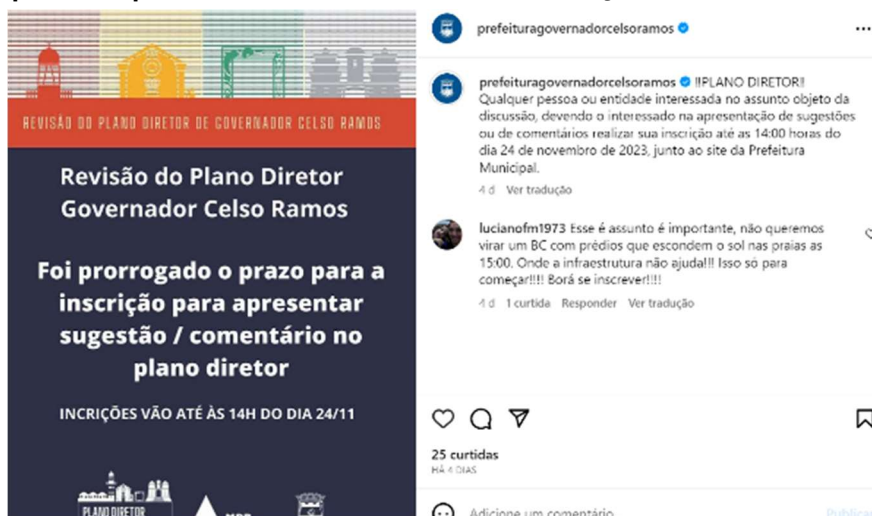 REVISÃO DO PLANO DIRETOR DE GOVERNADOR CELSO RAMOS
Revisão do Plano Diretor
Governador Celso Ramos
Foi prorrogado o prazo para a
inscrição para apresentar
sugestão / comentário no
plano diretor
INCRIÇÕES VÃO ATÉ ÀS 14H DO DIA 24/11
PLANO DIRETOR
prefeituragovernadorcelsoramos
prefeituragovernadorcelsoramos !!PLANO DIRETOR!!
Qualquer pessoa ou entidade interessada no assunto objeto da
discussão, devendo o interessado na apresentação de sugestões
ou de comentários realizar sua inscrição até as 14:00 horas do
dia 24 de novembro de 2023, junto ao site da Prefeitura
Municipal.
4 d Ver tradução
lucianofm1973 Esse é assunto é importante, não queremos
virar um BC com prédios que escondem o sol nas praias as
15:00. Onde a infraestrutura não ajuda!!! Isso só para
começar!!!! Borá se inscrever!!!!
4 d 1 curtida Responder Ver tradução
25 curtidas
HÁ 4 DIAS
Adicione um comentário
Publicar